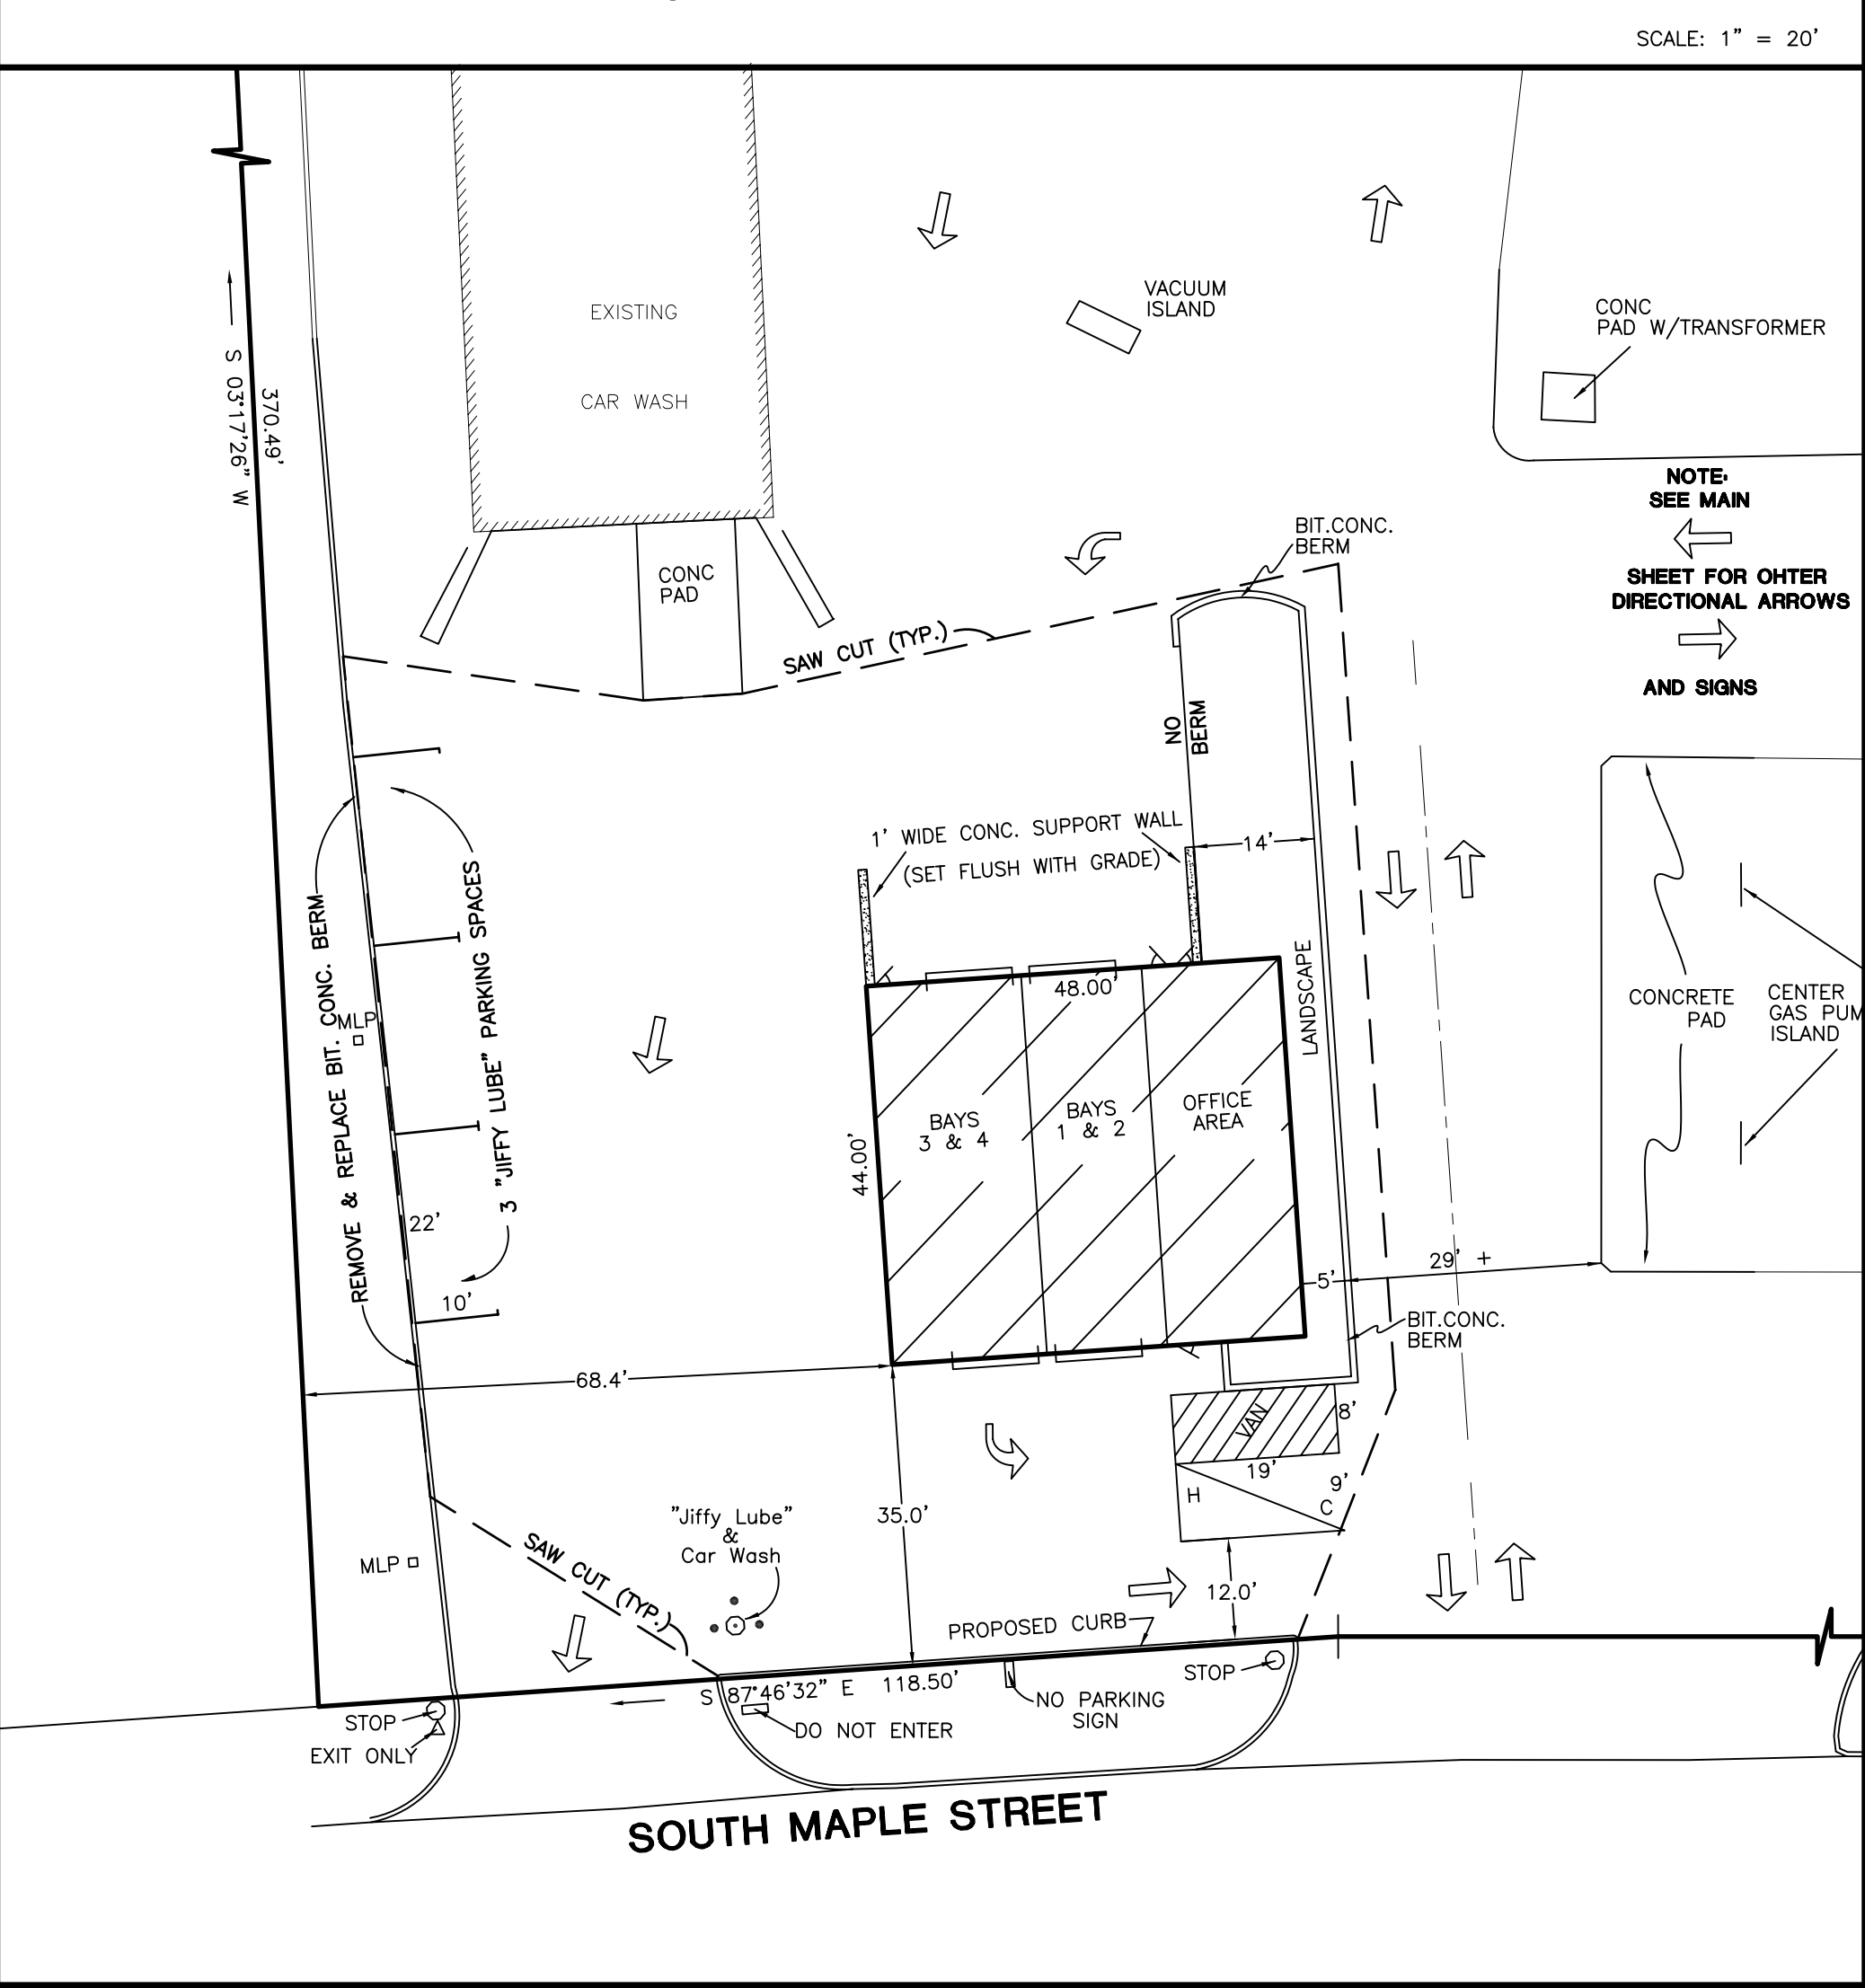 SCALE: 1" = 20'
EXISTING
CAR WASH
VACUUM
ISLAND
CONC
PAD W/TRANSFORMER
S 03°17'26" W
370.49'
NOTE:
SEE MAIN
SHEET FOR OHTER
DIRECTIONAL ARROWS
AND SIGNS
BIT.CONC.
BERM
CONC
PAD
SAW CUT (TYP.)
NO
BERM
1' WIDE CONC. SUPPORT WALL
(SET FLUSH WITH GRADE)
14'
REMOVE & REPLACE BIT. CONC. BERM
3 "JIFFY LUBE" PARKING SPACES
MLP
48.00'
LANDSCAPE
CONCRETE
PAD
CENTER
GAS PUM
ISLAND
BAYS
3 & 4
BAYS
1 & 2
OFFICE
AREA
44.00'
22'
10'
5'
29' +
BIT.CONC.
BERM
68.4'
VAN
8'
19'
9'
H
C
35.0'
"Jiffy Lube"
&
Car Wash
SAW CUT (TYP.)
MLP
12.0'
PROPOSED CURB
S 87°46'32" E 118.50'
STOP
NO PARKING
SIGN
STOP
DO NOT ENTER
EXIT ONLY
SOUTH MAPLE STREET